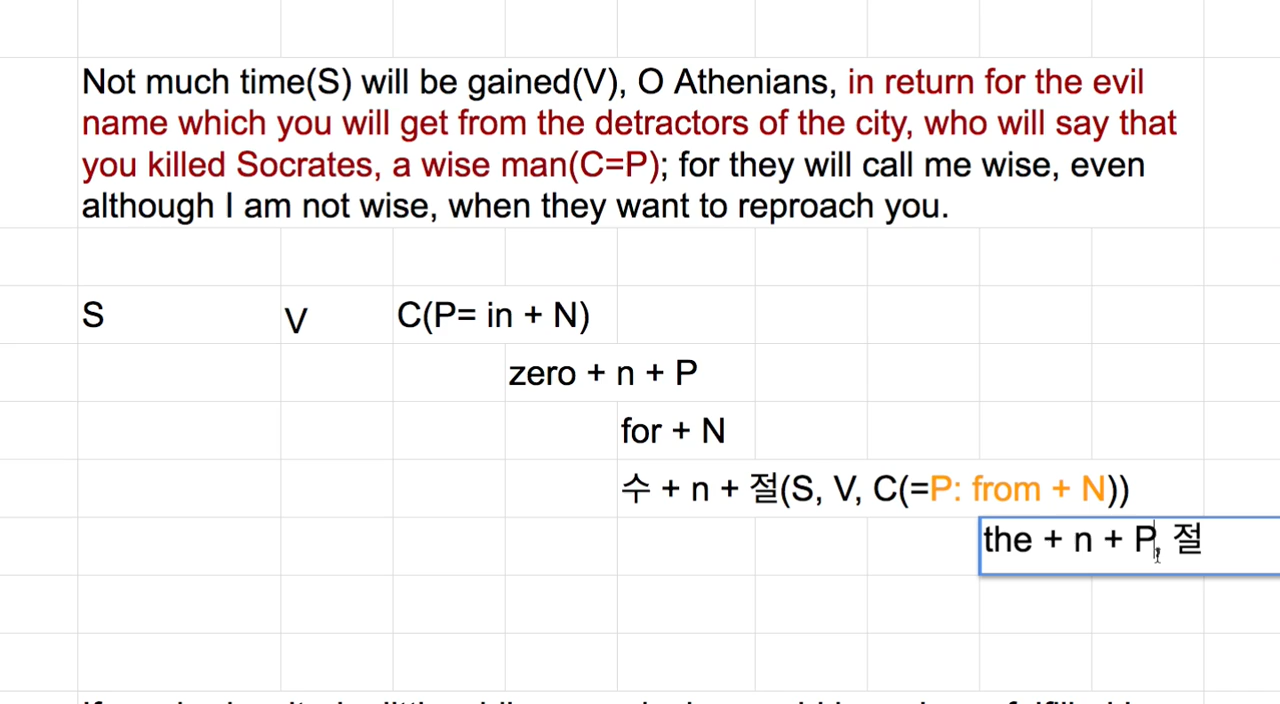 Not much time(S) will be gained(V), O Athenians, in return for the evil
name which you will get from the detractors of the city, who will say that
you killed Socrates, a wise man(C=P); for they will call me wise, even
although I am not wise, when they want to reproach you.
S V C(P= in + N)
zero + n + P
for + N
수 + n + 절(S, V, C(=P: from + N))
the + n + P, 절